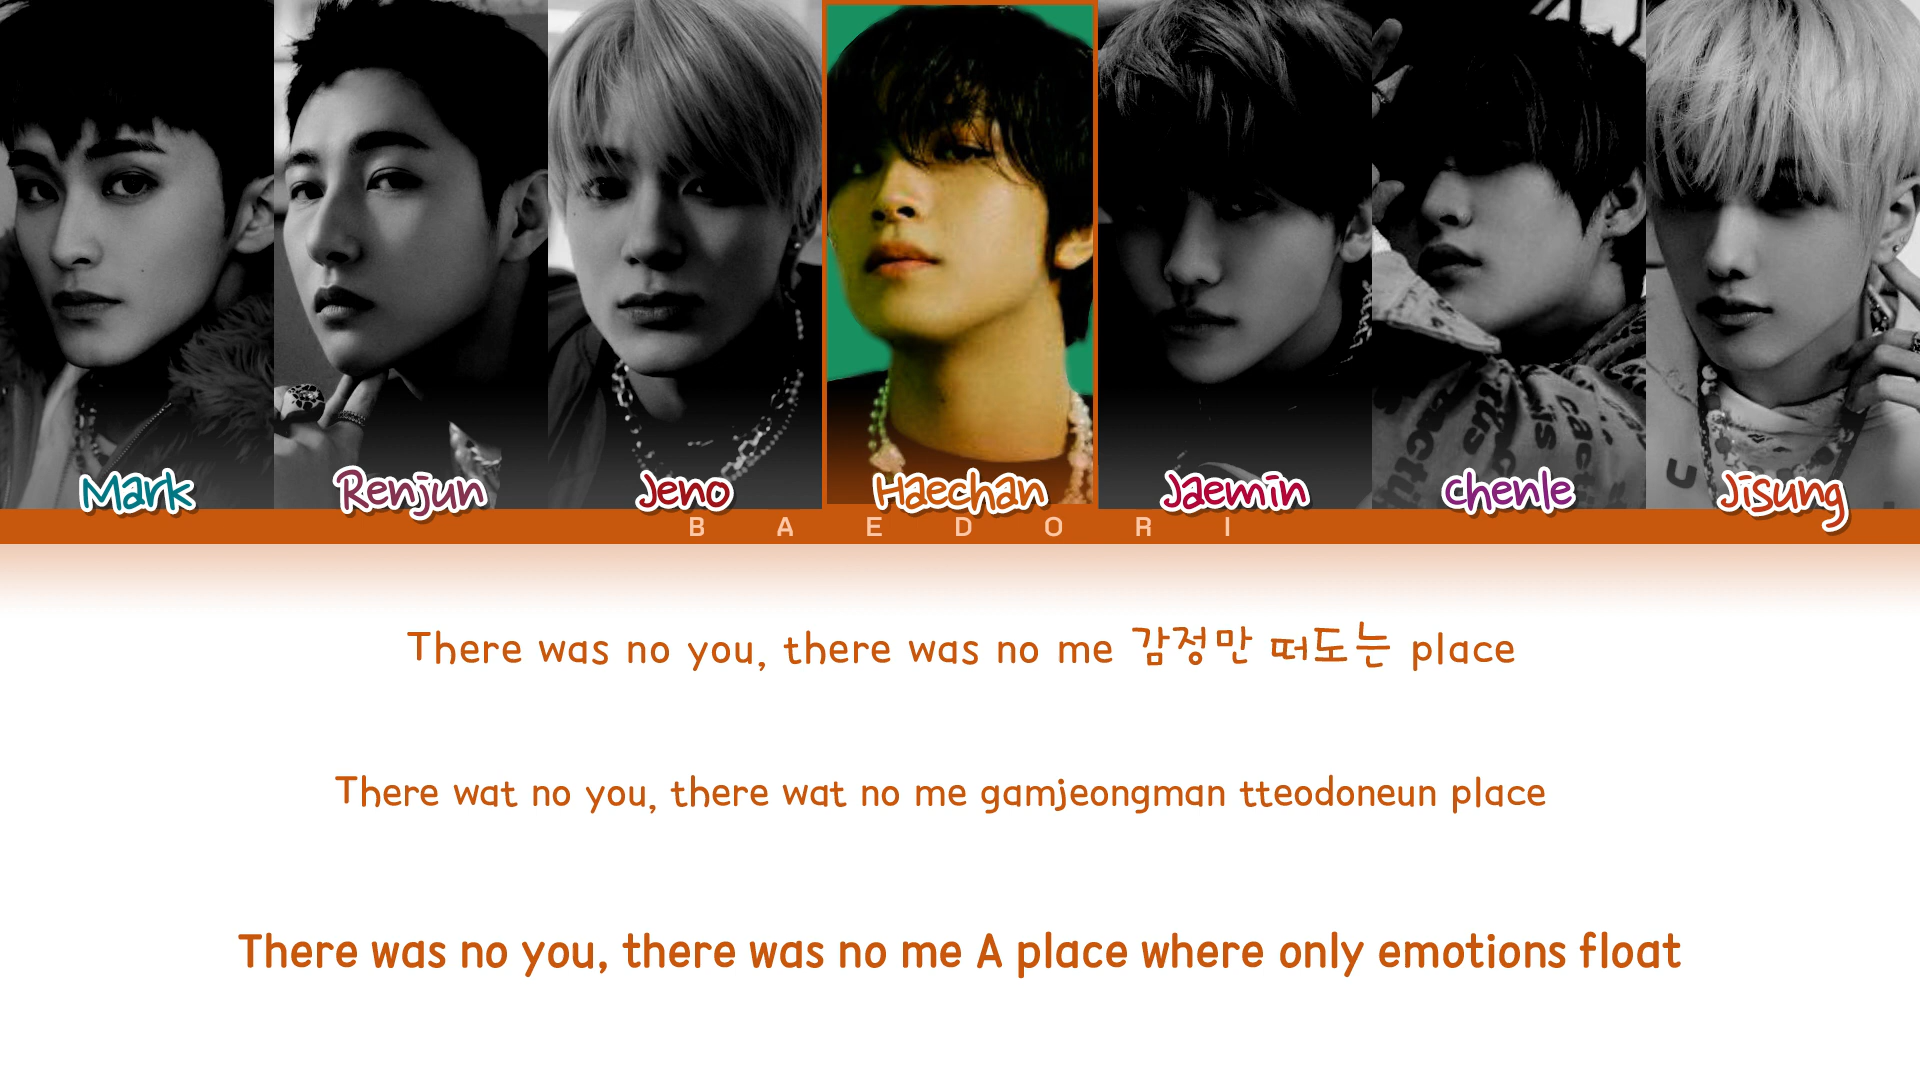 Mark Renjun Jeno Haechan Jaemin Chenle Jisung
BAEDORI
There was no you, there was no me 감정만 떠도는 place
There wat no you, there wat no me gamjeongman tteodoneun place
There was no you, there was no me A place where only emotions float